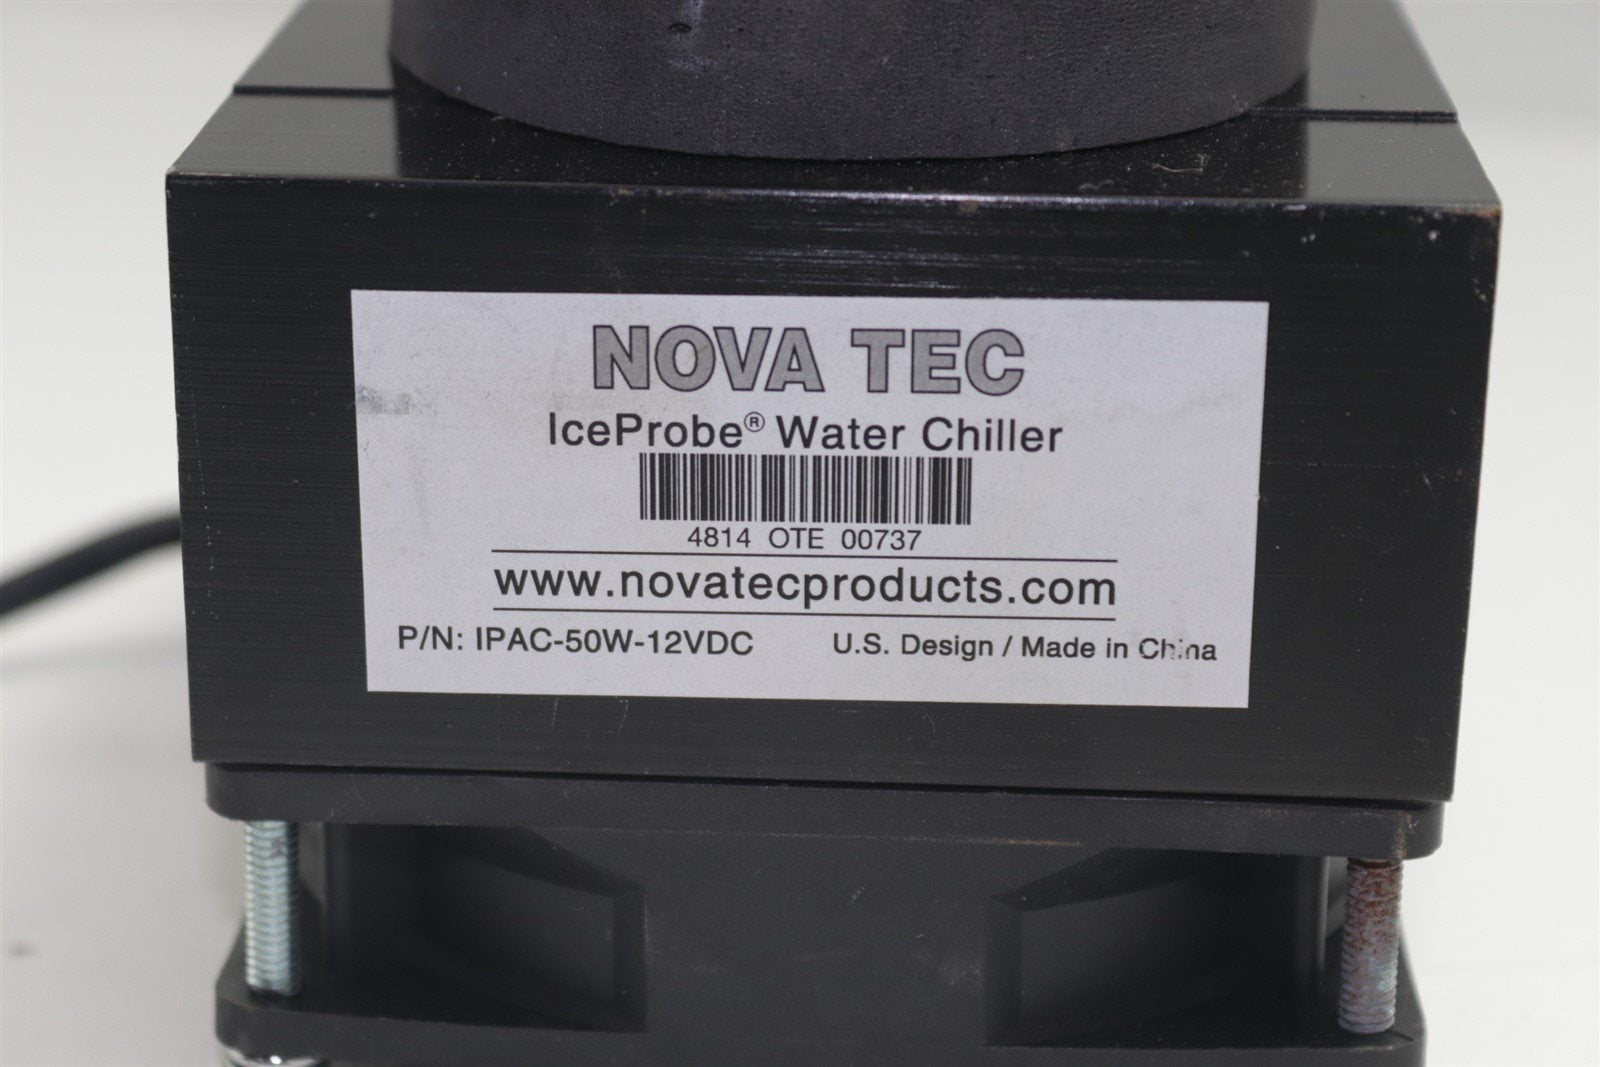 NOVA TEC
IceProbe® Water Chiller
4814 OTE 00737
www.novatecproducts.com
P/N: IPAC-50W-12VDC U.S. Design / Made in China